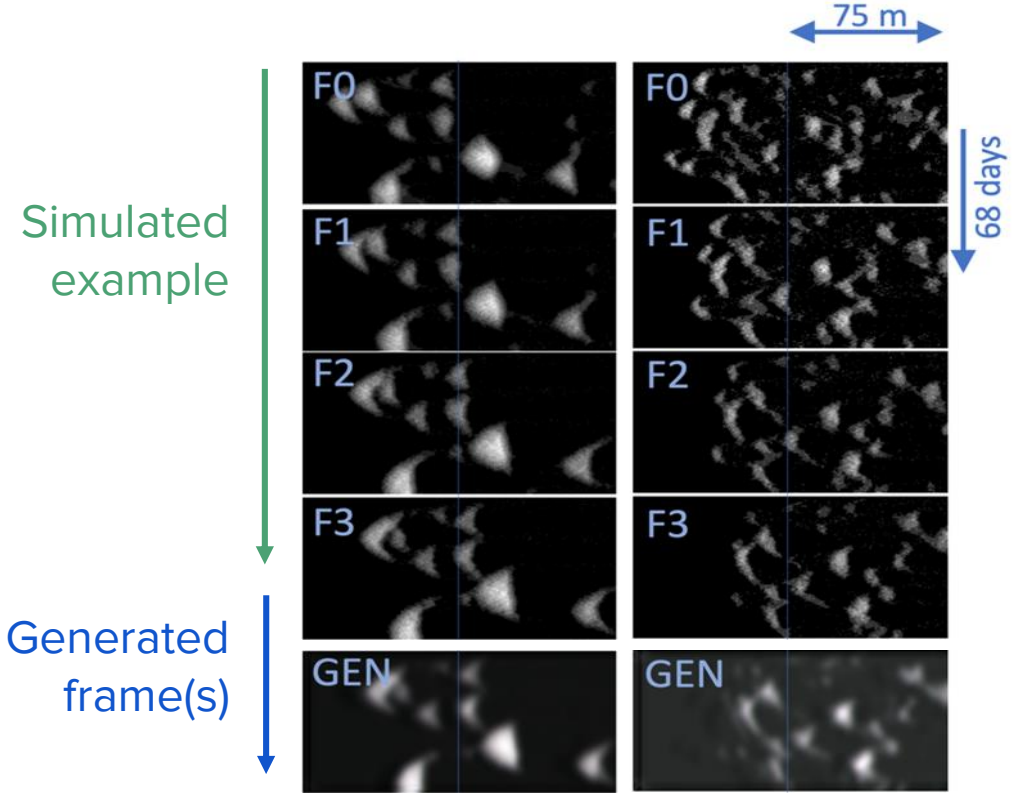 75 m
F0
F0
68 days
Simulated
example
F1
F1
F2
F2
F3
F3
Generated
frame(s)
GEN
GEN